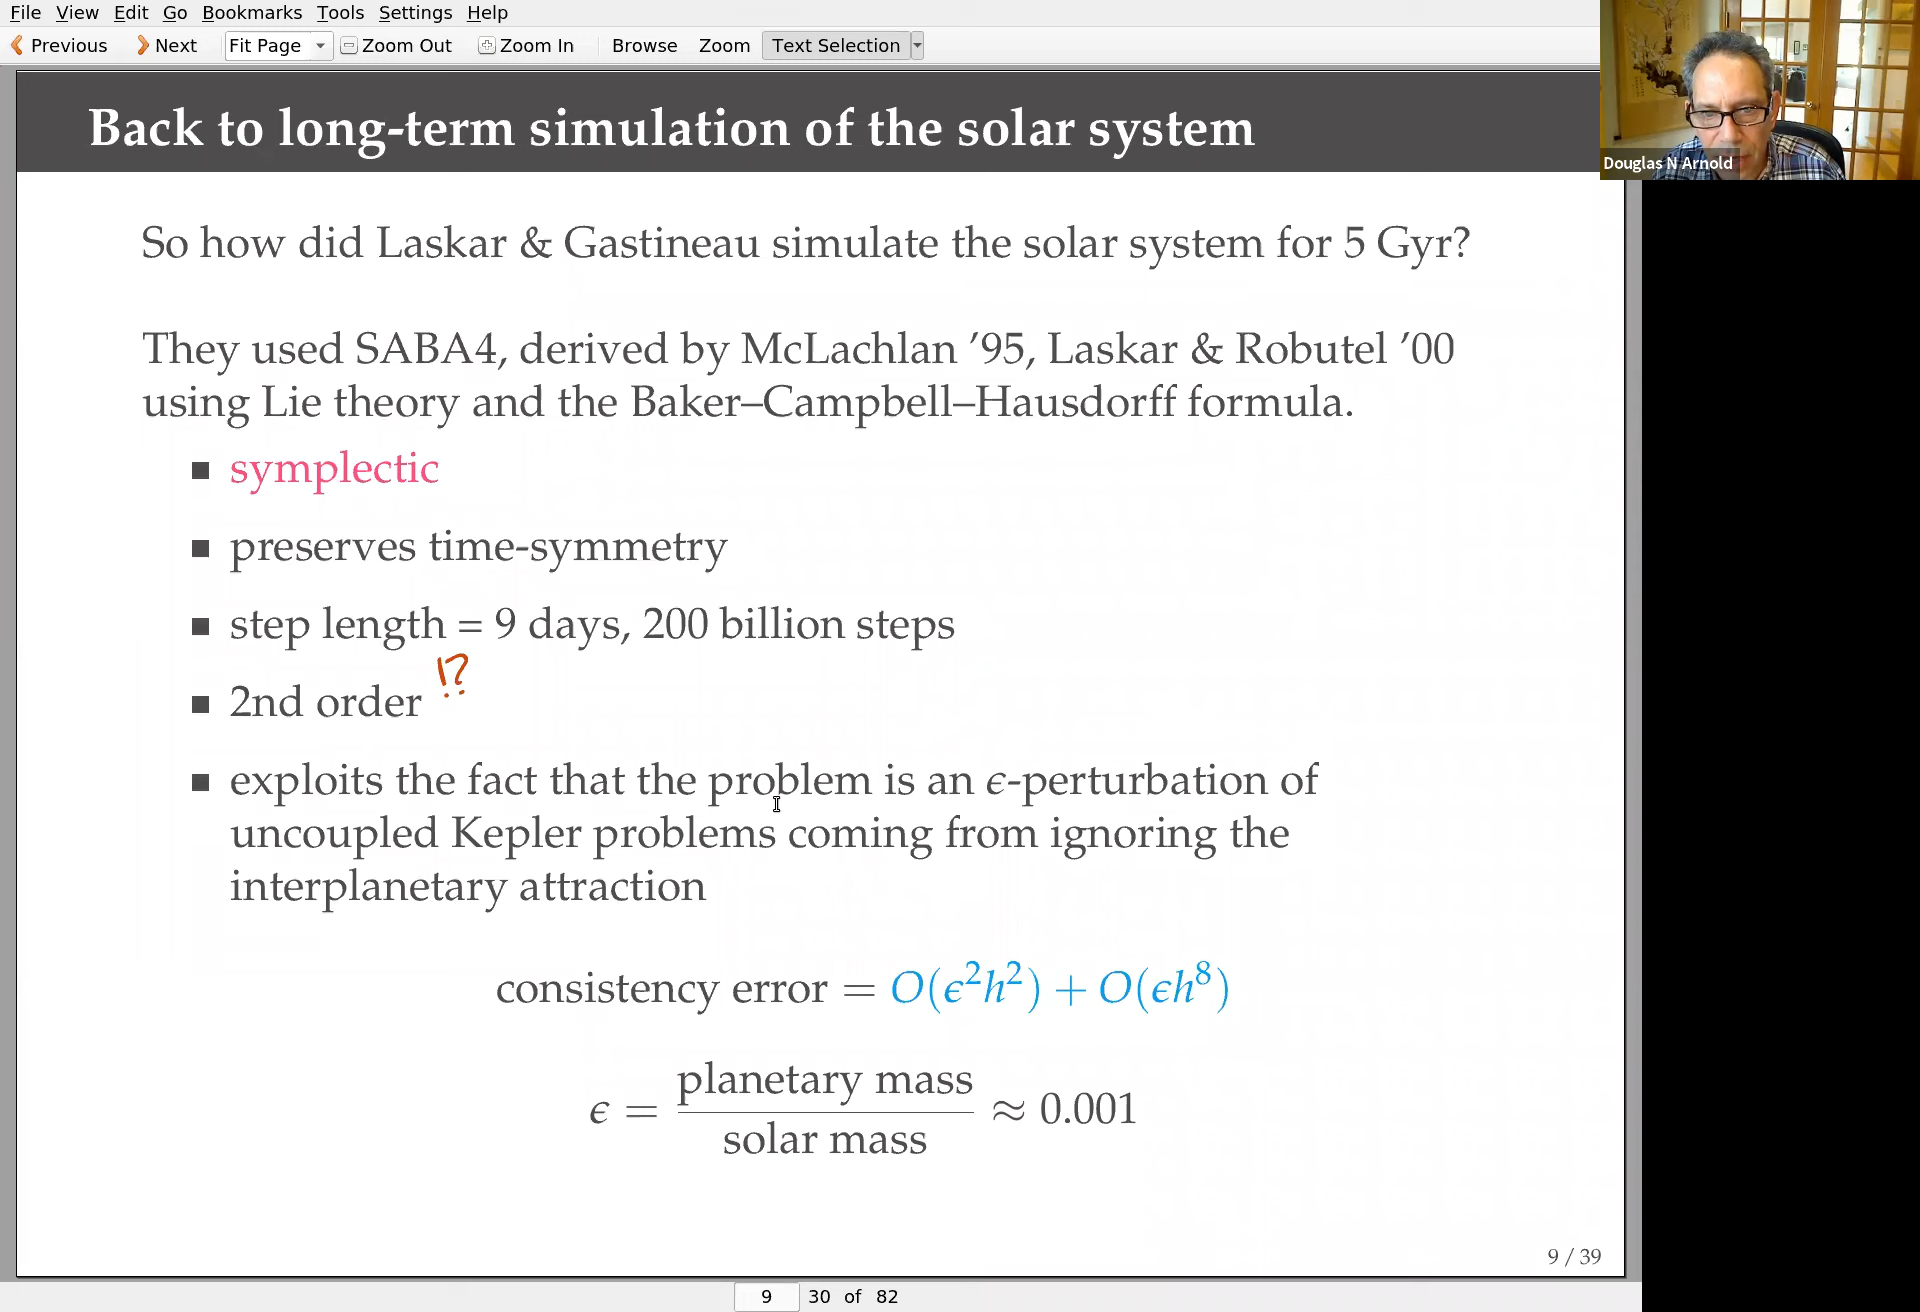 File View Edit Go Bookmarks Tools Settings Help
Previous Next Fit Page Zoom Out Zoom In Browse Zoom Text Selection
Back to long-term simulation of the solar system
Douglas N Arnold
So how did Laskar & Gastineau simulate the solar system for 5 Gyr?
They used SABA4, derived by McLachlan ’95, Laskar & Robutel ’00
using Lie theory and the Baker–Campbell–Hausdorff formula.
■ symplectic
■ preserves time-symmetry
■ step length = 9 days, 200 billion steps
■ 2nd order !?
■ exploits the fact that the problem is an ϵ-perturbation of
uncoupled Kepler problems coming from ignoring the
interplanetary attraction
consistency error = O(ϵ²h²) + O(ϵh⁸)
ϵ = planetary mass / solar mass ≈ 0.001
9 / 39
9 30 of 82